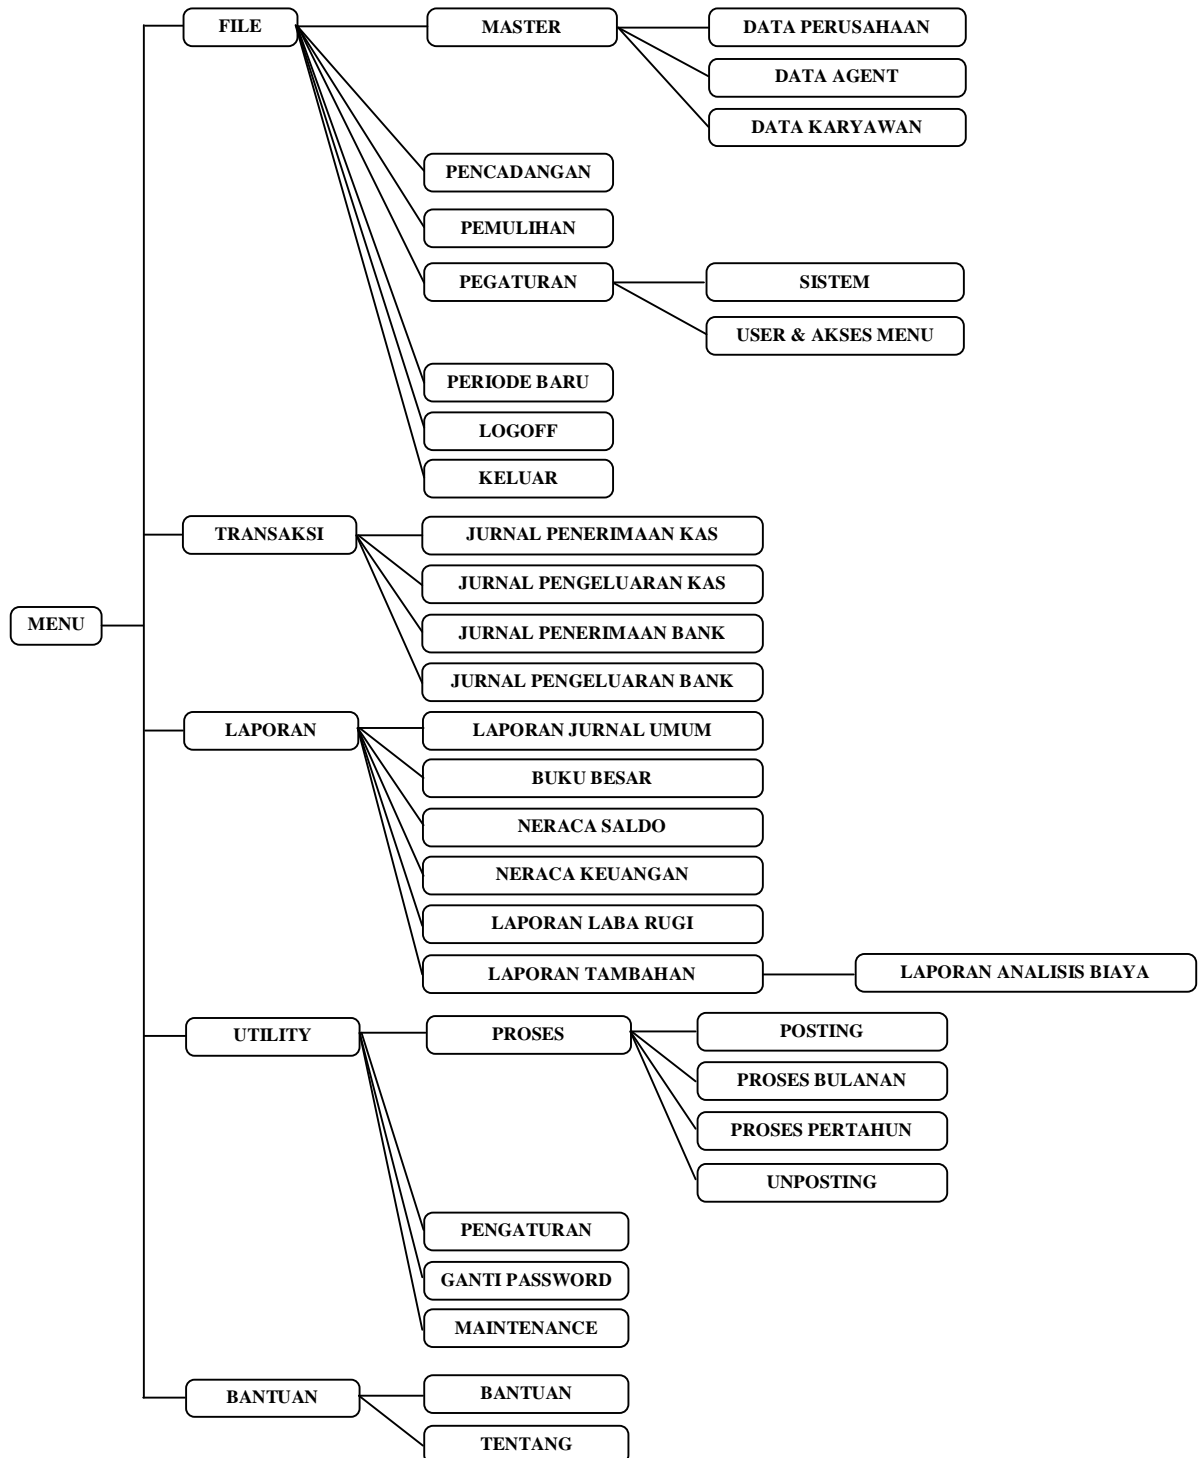 FILE
MASTER
DATA PERUSAHAAN
DATA AGENT
DATA KARYAWAN
PENCADANGAN
PEMULIHAN
PEGATURAN
SISTEM
USER & AKSES MENU
PERIODE BARU
LOGOFF
KELUAR
TRANSAKSI
JURNAL PENERIMAAN KAS
JURNAL PENGELUARAN KAS
MENU
JURNAL PENERIMAAN BANK
JURNAL PENGELUARAN BANK
LAPORAN
LAPORAN JURNAL UMUM
BUKU BESAR
NERACA SALDO
NERACA KEUANGAN
LAPORAN LABA RUGI
LAPORAN TAMBAHAN
LAPORAN ANALISIS BIAYA
UTILITY
PROSES
POSTING
PROSES BULANAN
PROSES PERTAHUN
UNPOSTING
PENGATURAN
GANTI PASSWORD
MAINTENANCE
BANTUAN
BANTUAN
TENTANG